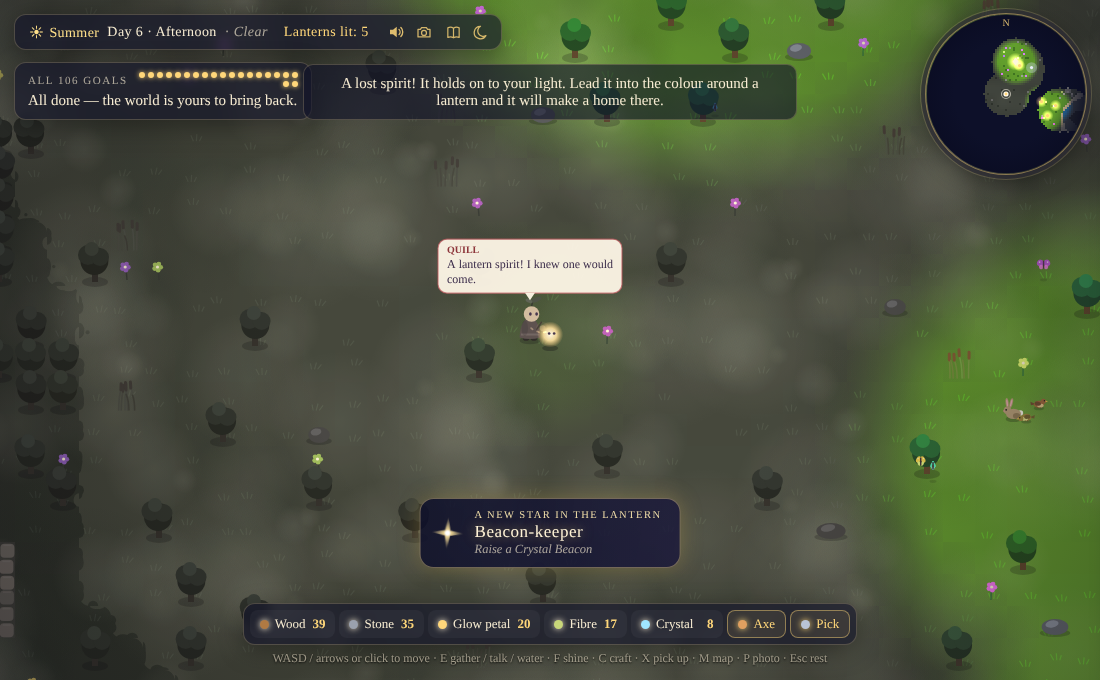 Summer Day 6 · Afternoon · Clear Lanterns lit: 5
N
ALL 106 GOALS
All done — the world is yours to bring back.
A lost spirit! It holds on to your light. Lead it into the colour around a
lantern and it will make a home there.
QUILL
A lantern spirit! I knew one would
come.
A NEW STAR IN THE LANTERN
Beacon-keeper
Raise a Crystal Beacon
Wood 39 Stone 35 Glow petal 20 Fibre 17 Crystal 8 Axe Pick
WASD / arrows or click to move · E gather / talk / water · F shine · C craft · X pick up · M map · P photo · Esc rest